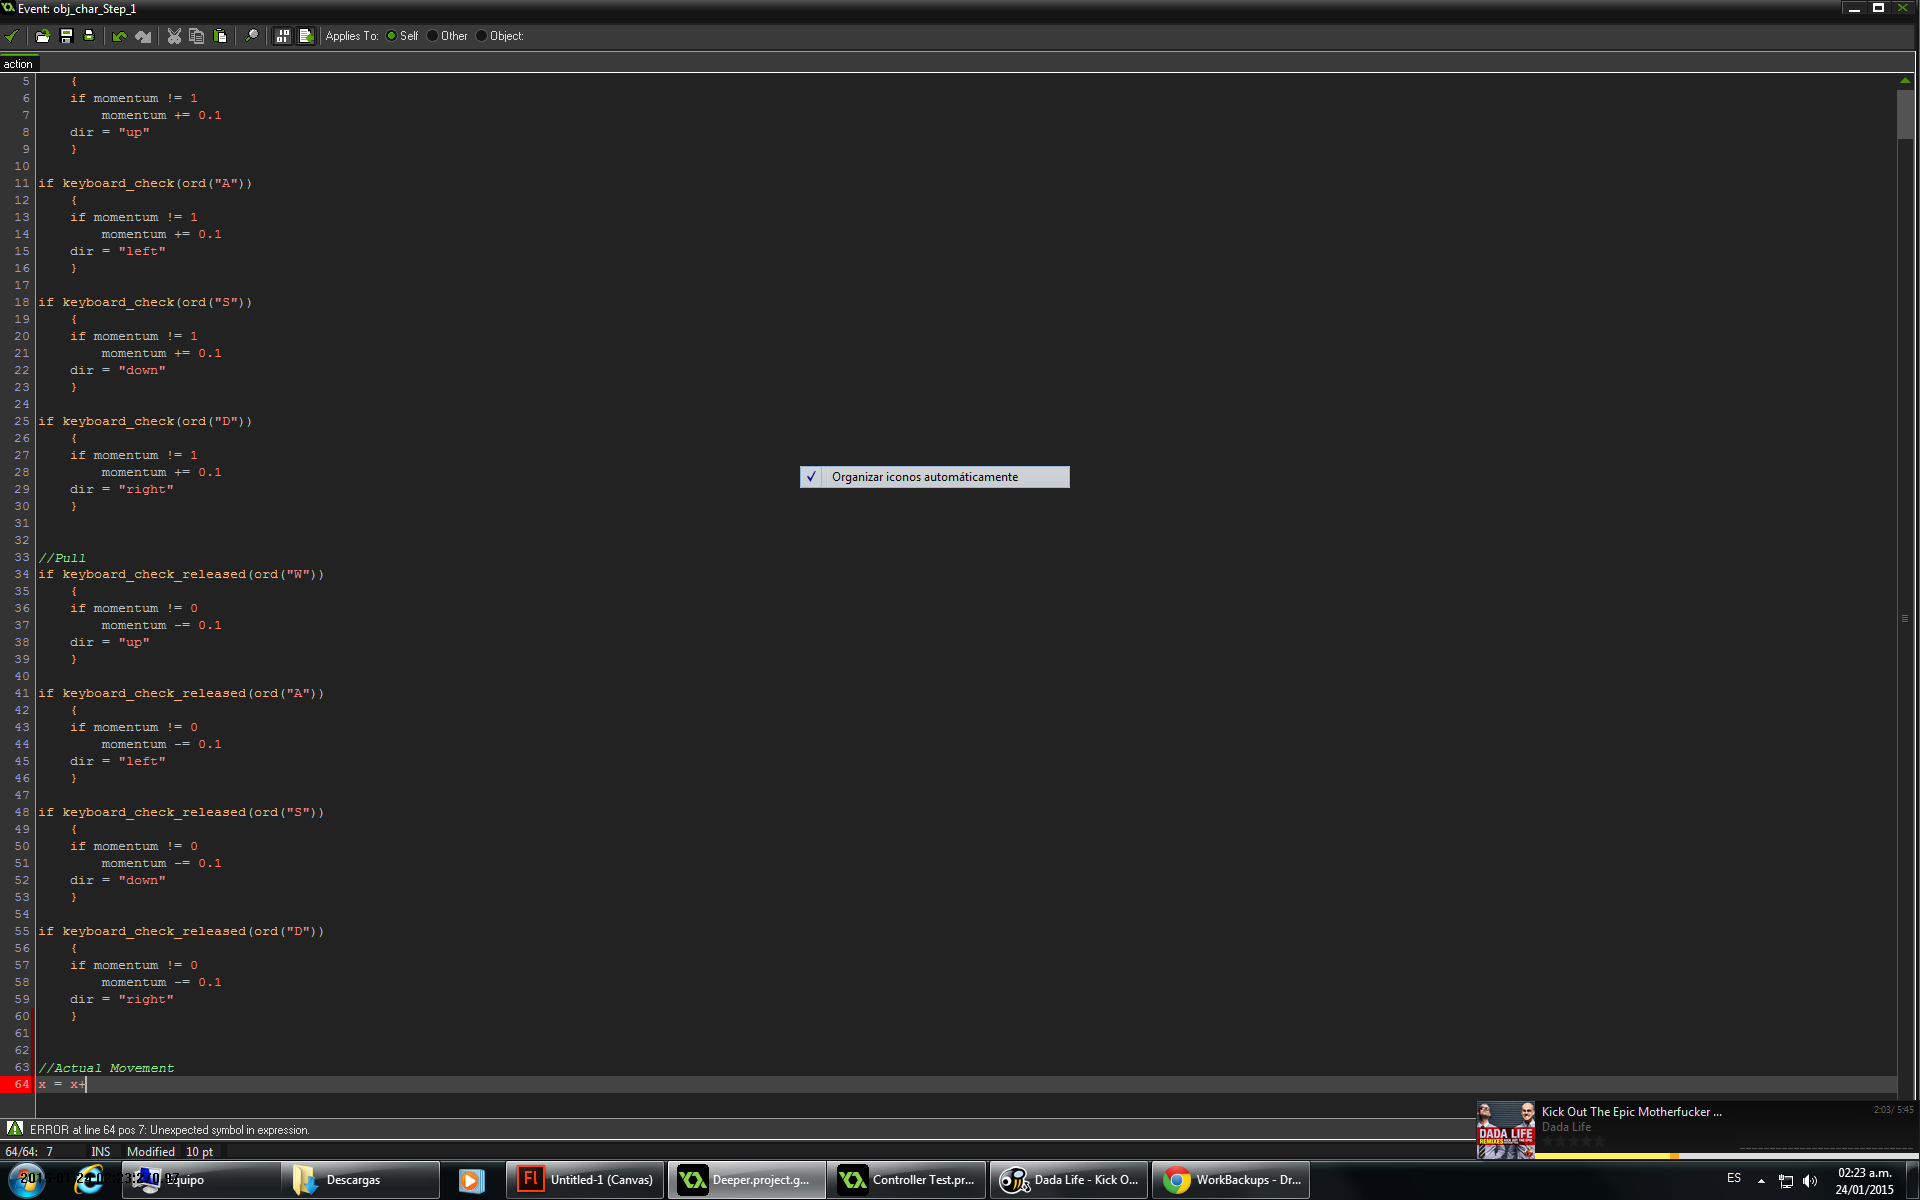 Event: obj_char_Step_1
Applies To: Self Other Object:
action
5 {
6 if momentum != 1
7 momentum += 0.1
8 dir = "up"
9 }
10
11 if keyboard_check(ord("A"))
12 {
13 if momentum != 1
14 momentum += 0.1
15 dir = "left"
16 }
17
18 if keyboard_check(ord("S"))
19 {
20 if momentum != 1
21 momentum += 0.1
22 dir = "down"
23 }
24
25 if keyboard_check(ord("D"))
26 {
27 if momentum != 1
28 momentum += 0.1
29 dir = "right"
30 }
31
32
33 //Pull
34 if keyboard_check_released(ord("W"))
35 {
36 if momentum != 0
37 momentum -= 0.1
38 dir = "up"
39 }
40
41 if keyboard_check_released(ord("A"))
42 {
43 if momentum != 0
44 momentum -= 0.1
45 dir = "left"
46 }
47
48 if keyboard_check_released(ord("S"))
49 {
50 if momentum != 0
51 momentum -= 0.1
52 dir = "down"
53 }
54
55 if keyboard_check_released(ord("D"))
56 {
57 if momentum != 0
58 momentum -= 0.1
59 dir = "right"
60 }
61
62
63 //Actual Movement
64 x = x+
Organizar iconos automáticamente
ERROR at line 64 pos 7: Unexpected symbol in expression.
64/64: 7 INS Modified 10 pt
Kick Out The Epic Motherfucker ...
2:03/ 5:45
Dada Life
DADA LIFE
Equipo
Descargas
Untitled-1 (Canvas)
Deeper.project.g...
Controller Test.pr...
Dada Life - Kick O...
WorkBackups - Dr...
ES
02:23 a.m.
24/01/2015